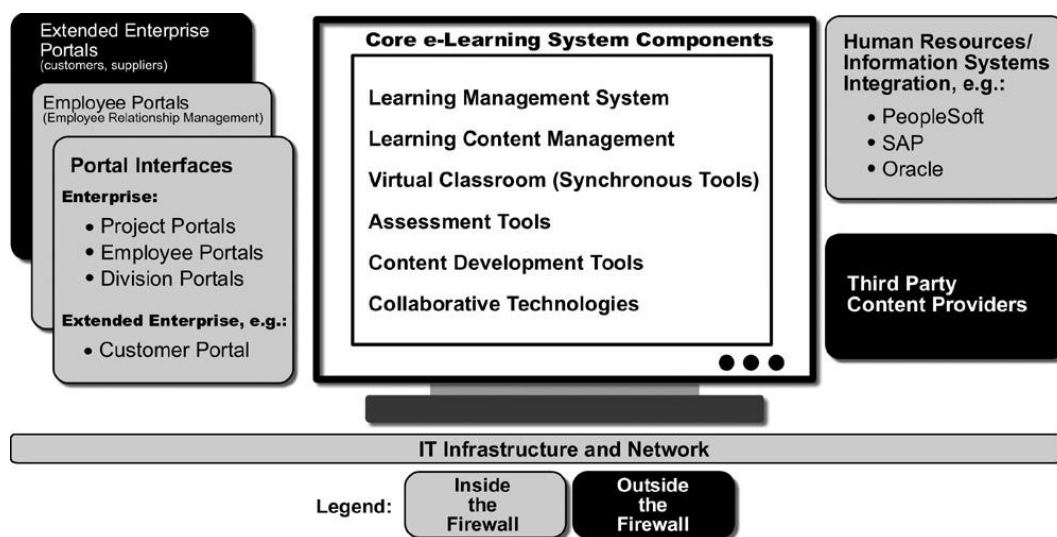 Extended Enterprise
Portals
(customers, suppliers)
Employee Portals
(Employee Relationship Management)
Portal Interfaces
Enterprise:
• Project Portals
• Employee Portals
• Division Portals
Extended Enterprise, e.g.:
• Customer Portal
Core e-Learning System Components
Learning Management System
Learning Content Management
Virtual Classroom (Synchronous Tools)
Assessment Tools
Content Development Tools
Collaborative Technologies
Human Resources/
Information Systems
Integration, e.g.:
• PeopleSoft
• SAP
• Oracle
Third Party
Content Providers
IT Infrastructure and Network
Legend:
Inside
the
Firewall
Outside
the
Firewall